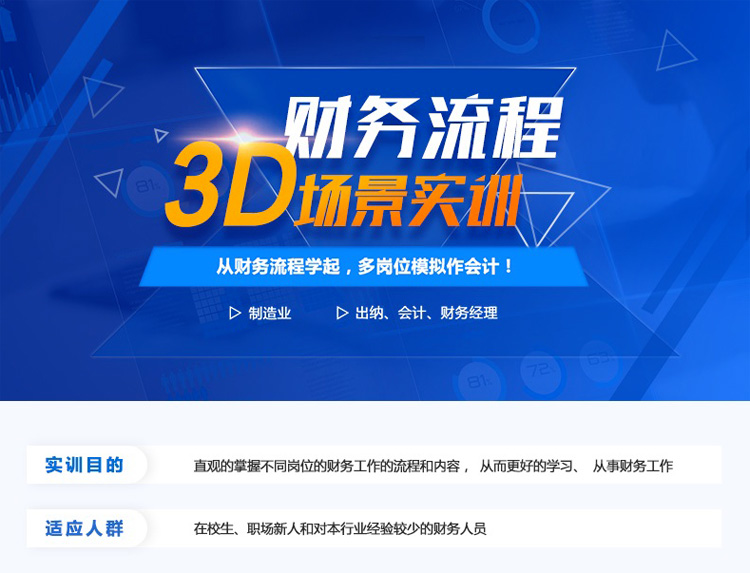 财务流程
3D场景实训
从财务流程学起，多岗位模拟作会计！
▷ 制造业 ▷ 出纳、会计、财务经理
81%
81%
72%
63%
实训目的 直观的掌握不同岗位的财务工作的流程和内容， 从而更好的学习、 从事财务工作
适应人群 在校生、职场新人和对本行业经验较少的财务人员